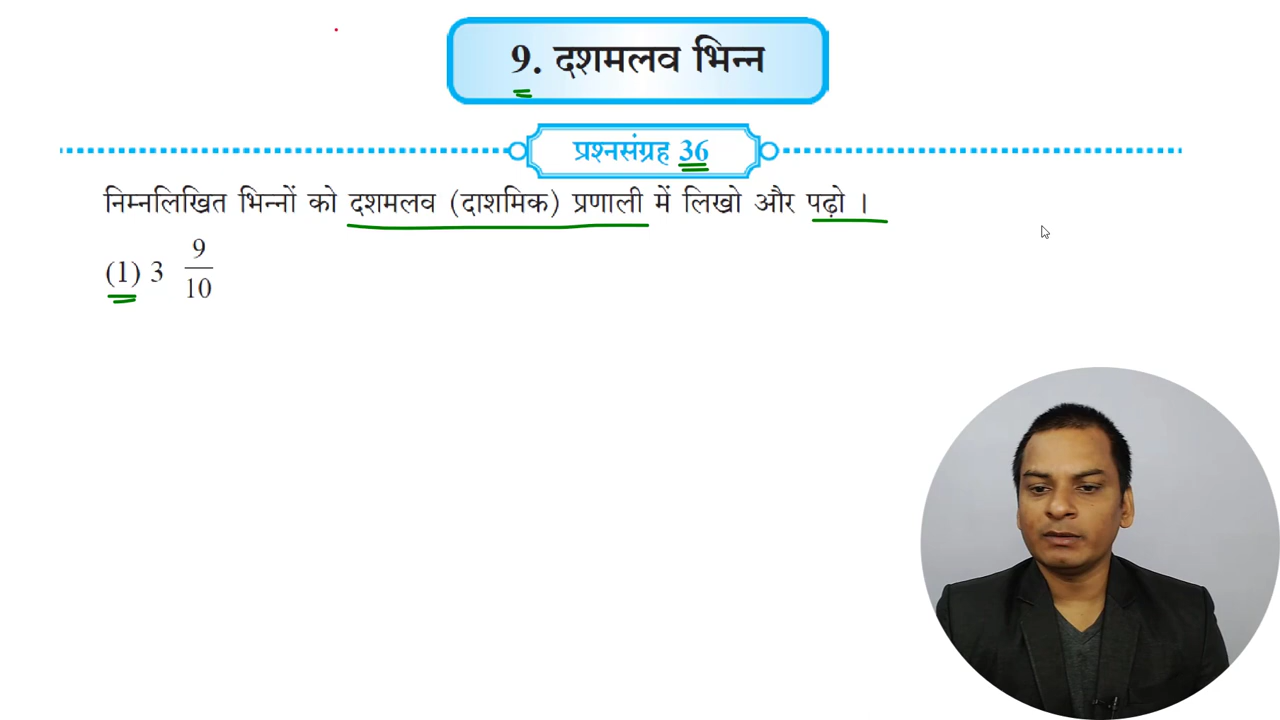 9. दशमलव भिन्न
प्रश्नसंग्रह 36
निम्नलिखित भिन्नों को दशमलव (दाशमिक) प्रणाली में लिखो और पढ़ो ।
(1) 3 9/10